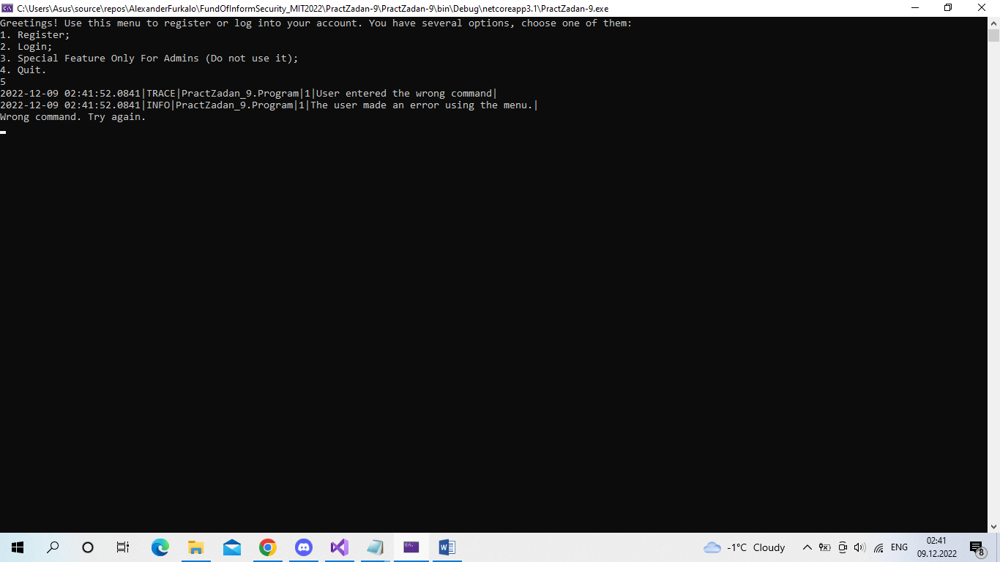 C:\Users\Asus\source\repos\AlexanderFurkalo\FundOfInformSecurity_MIT2022\PractZadan-9\PractZadan-9\bin\Debug\netcoreapp3.1\PractZadan-9.exe
Greetings! Use this menu to register or log into your account. You have several options, choose one of them:
1. Register;
2. Login;
3. Special Feature Only For Admins (Do not use it);
4. Quit.
5
2022-12-09 02:41:52.0841|TRACE|PractZadan_9.Program|1|User entered the wrong command|
2022-12-09 02:41:52.0841|INFO|PractZadan_9.Program|1|The user made an error using the menu.|
Wrong command. Try again.
-1°C Cloudy
ENG
02:41
09.12.2022
8